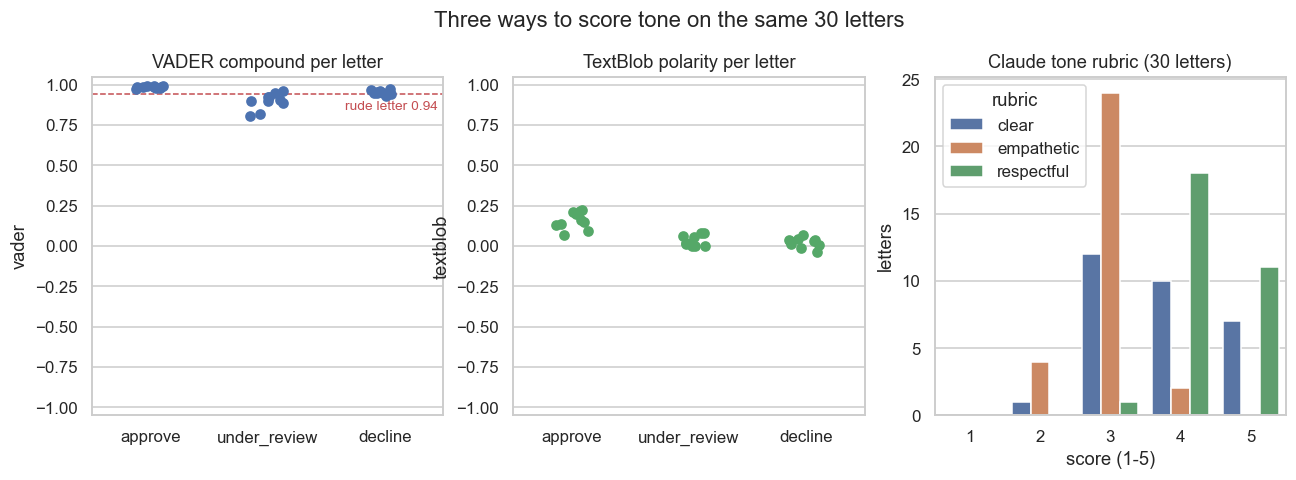 Three ways to score tone on the same 30 letters
VADER compound per letter
vader
1.00
0.75
0.50
0.25
0.00
−0.25
−0.50
−0.75
−1.00
rude letter 0.94
approve
under_review
decline
TextBlob polarity per letter
textblob
1.00
0.75
0.50
0.25
0.00
−0.25
−0.50
−0.75
−1.00
approve
under_review
decline
Claude tone rubric (30 letters)
letters
25
20
15
10
5
0
rubric
clear
empathetic
respectful
1
2
3
4
5
score (1-5)